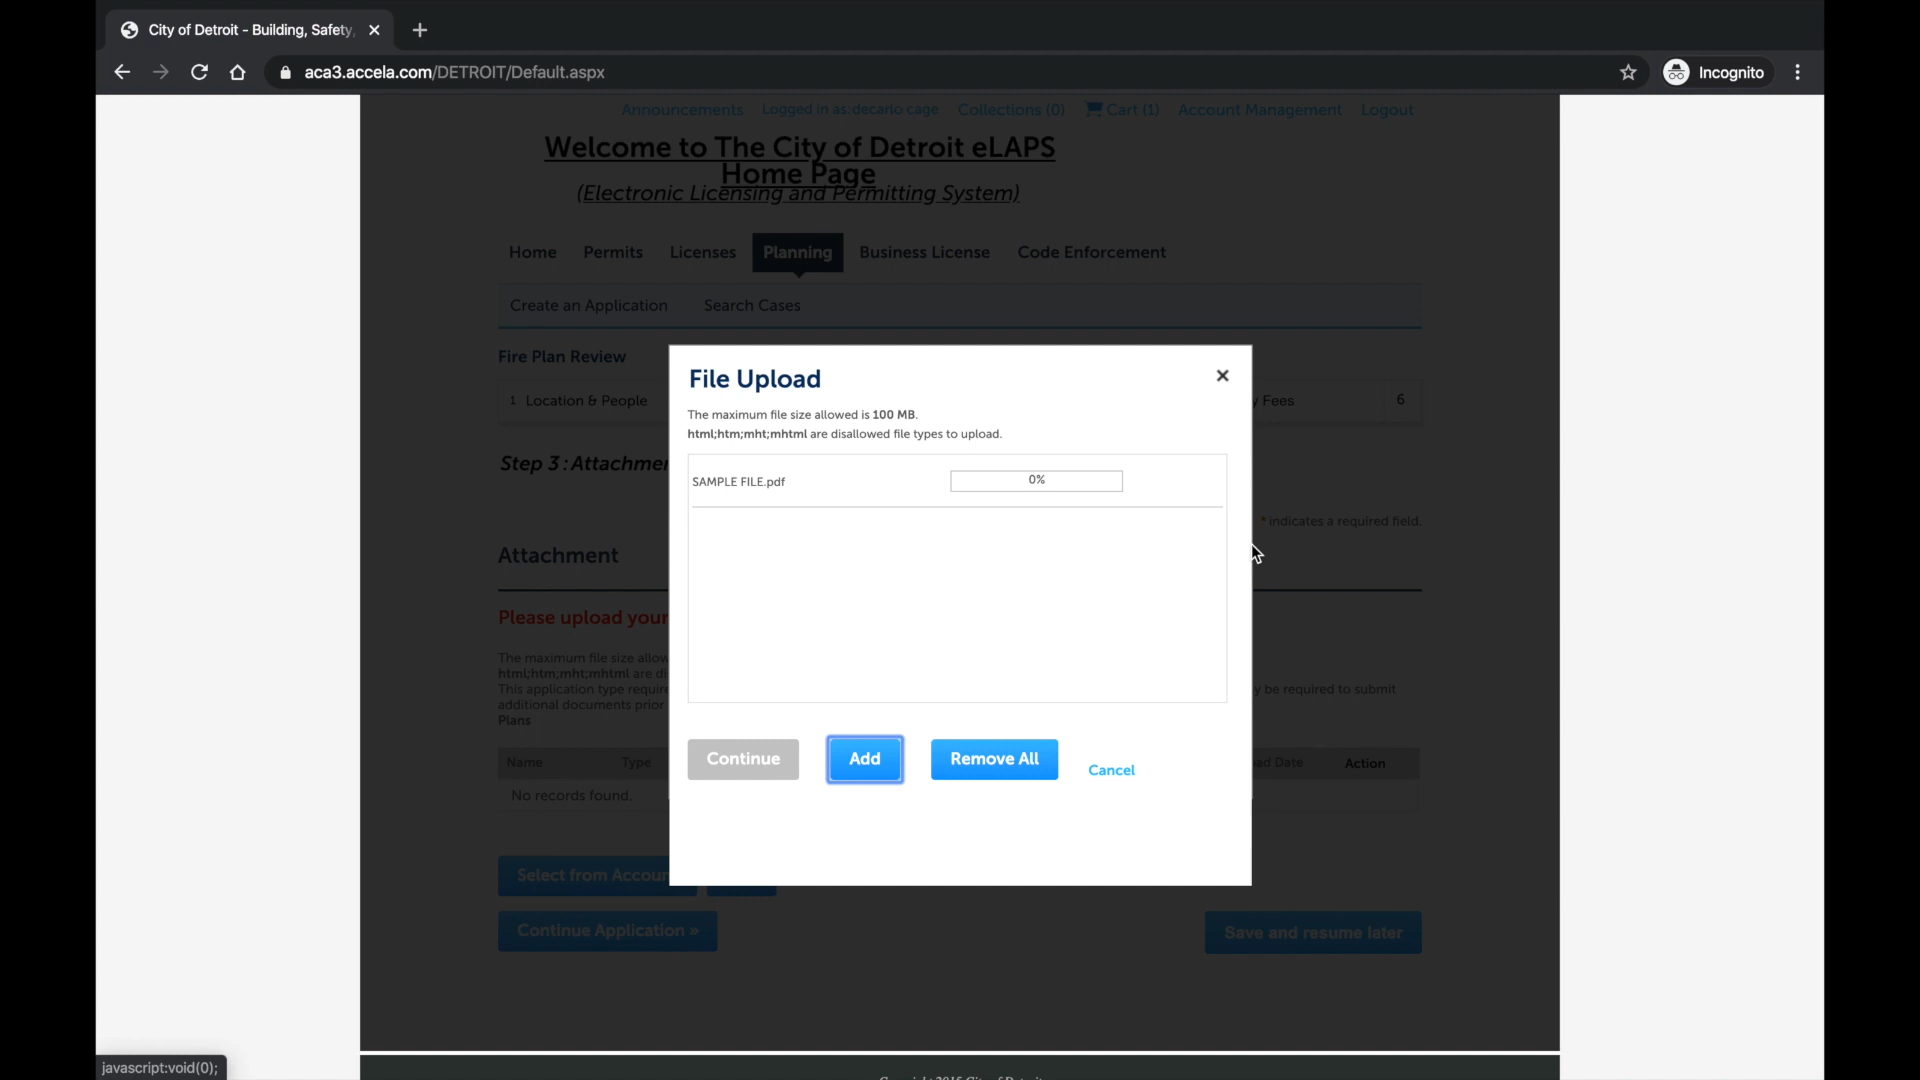 City of Detroit - Building, Safety,
aca3.accela.com/DETROIT/Default.aspx
Incognito
Announcements Logged in as:decarlo cage Collections (0) Cart (1) Account Management Logout
Welcome to The City of Detroit eLAPS
Home Page
(Electronic Licensing and Permitting System)
Home Permits Licenses Planning Business License Code Enforcement
Create an Application Search Cases
Fire Plan Review
1 Location & People
y Fees 6
Step 3 : Attachmen
* indicates a required field.
Attachment
Please upload your
The maximum file size allow
html;htm;mht;mhtml are di
This application type require
y be required to submit
additional documents prior
Plans
Name Type
ad Date Action
No records found.
Select from Accoun
Continue Application »
Save and resume later
File Upload
×
The maximum file size allowed is 100 MB.
html;htm;mht;mhtml are disallowed file types to upload.
SAMPLE FILE.pdf 0%
Continue Add Remove All Cancel
javascript:void(0);